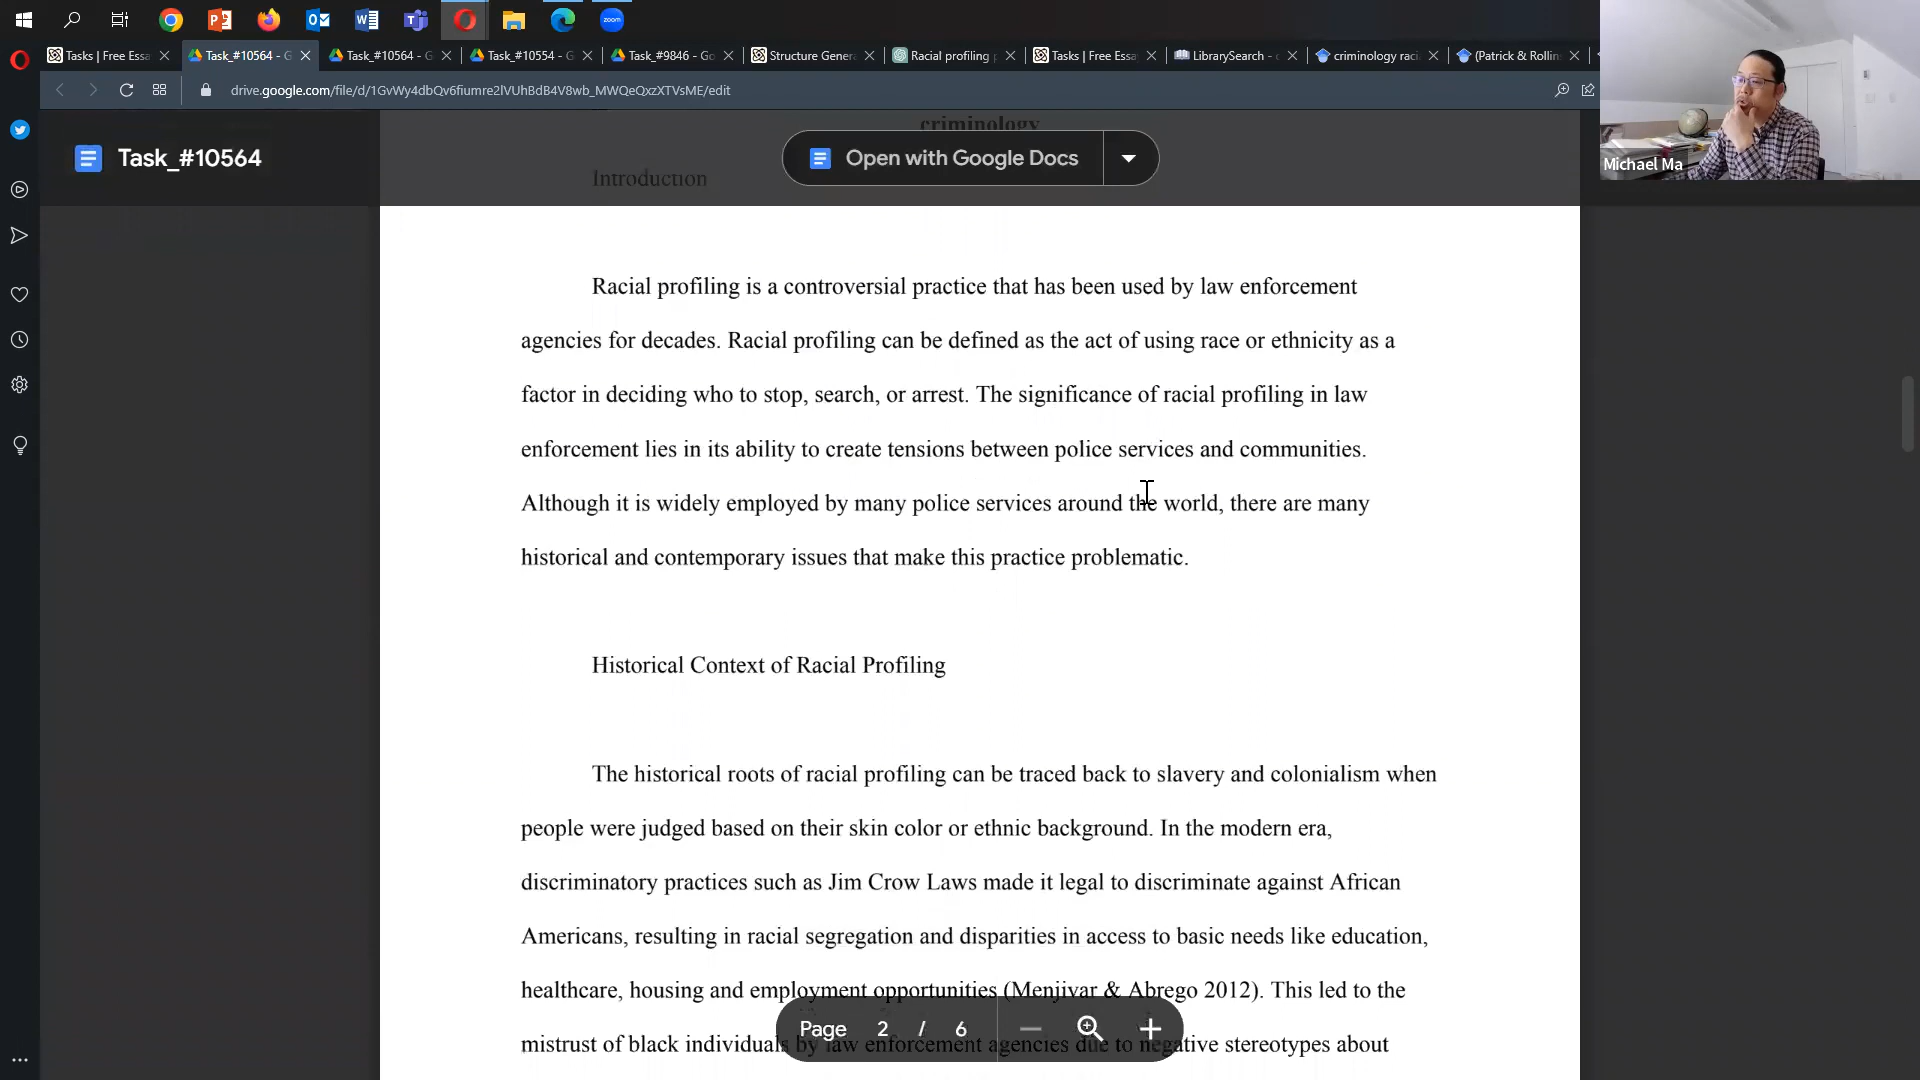 zoom
Tasks | Free Essa
Task_#10564 - G
Task_#10564 - G
Task_#10554 - G
Task_#9846 - Go
Structure Genera
Racial profiling p
Tasks | Free Essa
LibrarySearch - c
criminology raci
(Patrick & Rollin
drive.google.com/file/d/1GvWy4dbQv6fiumre2lVUhBdB4V8wb_MWQeQxzXTVsME/edit
Michael Ma
criminology
Task_#10564
Open with Google Docs
Introduction
Racial profiling is a controversial practice that has been used by law enforcement
agencies for decades. Racial profiling can be defined as the act of using race or ethnicity as a
factor in deciding who to stop, search, or arrest. The significance of racial profiling in law
enforcement lies in its ability to create tensions between police services and communities.
Although it is widely employed by many police services around the world, there are many
historical and contemporary issues that make this practice problematic.
Historical Context of Racial Profiling
The historical roots of racial profiling can be traced back to slavery and colonialism when
people were judged based on their skin color or ethnic background. In the modern era,
discriminatory practices such as Jim Crow Laws made it legal to discriminate against African
Americans, resulting in racial segregation and disparities in access to basic needs like education,
healthcare, housing and employment opportunities (Menjivar & Abrego 2012). This led to the
Page 2 / 6
mistrust of black individuals by law enforcement agencies due to negative stereotypes about